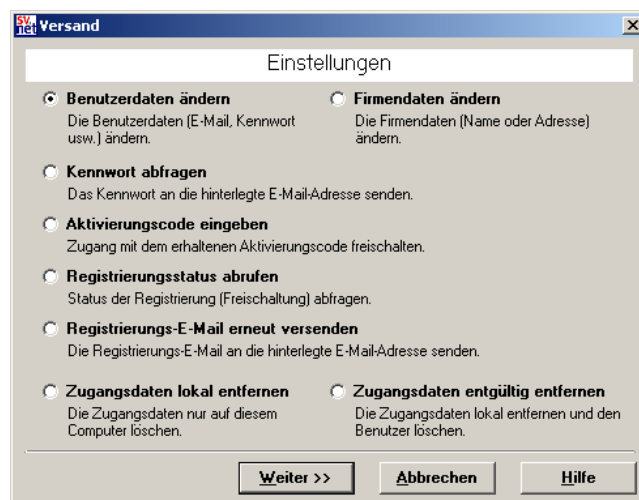 SV.net Versand
Einstellungen
Benutzerdaten ändern
Die Benutzerdaten (E-Mail, Kennwort
usw.) ändern.
Firmendaten ändern
Die Firmendaten (Name oder Adresse)
ändern.
Kennwort abfragen
Das Kennwort an die hinterlegte E-Mail-Adresse senden.
Aktivierungscode eingeben
Zugang mit dem erhaltenen Aktivierungscode freischalten.
Registrierungsstatus abrufen
Status der Registrierung (Freischaltung) abfragen.
Registrierungs-E-Mail erneut versenden
Die Registrierungs-E-Mail an die hinterlegte E-Mail-Adresse senden.
Zugangsdaten lokal entfernen
Die Zugangsdaten nur auf diesem
Computer löschen.
Zugangsdaten entgültig entfernen
Die Zugangsdaten lokal entfernen und den
Benutzer löschen.
Weiter >> Abbrechen Hilfe